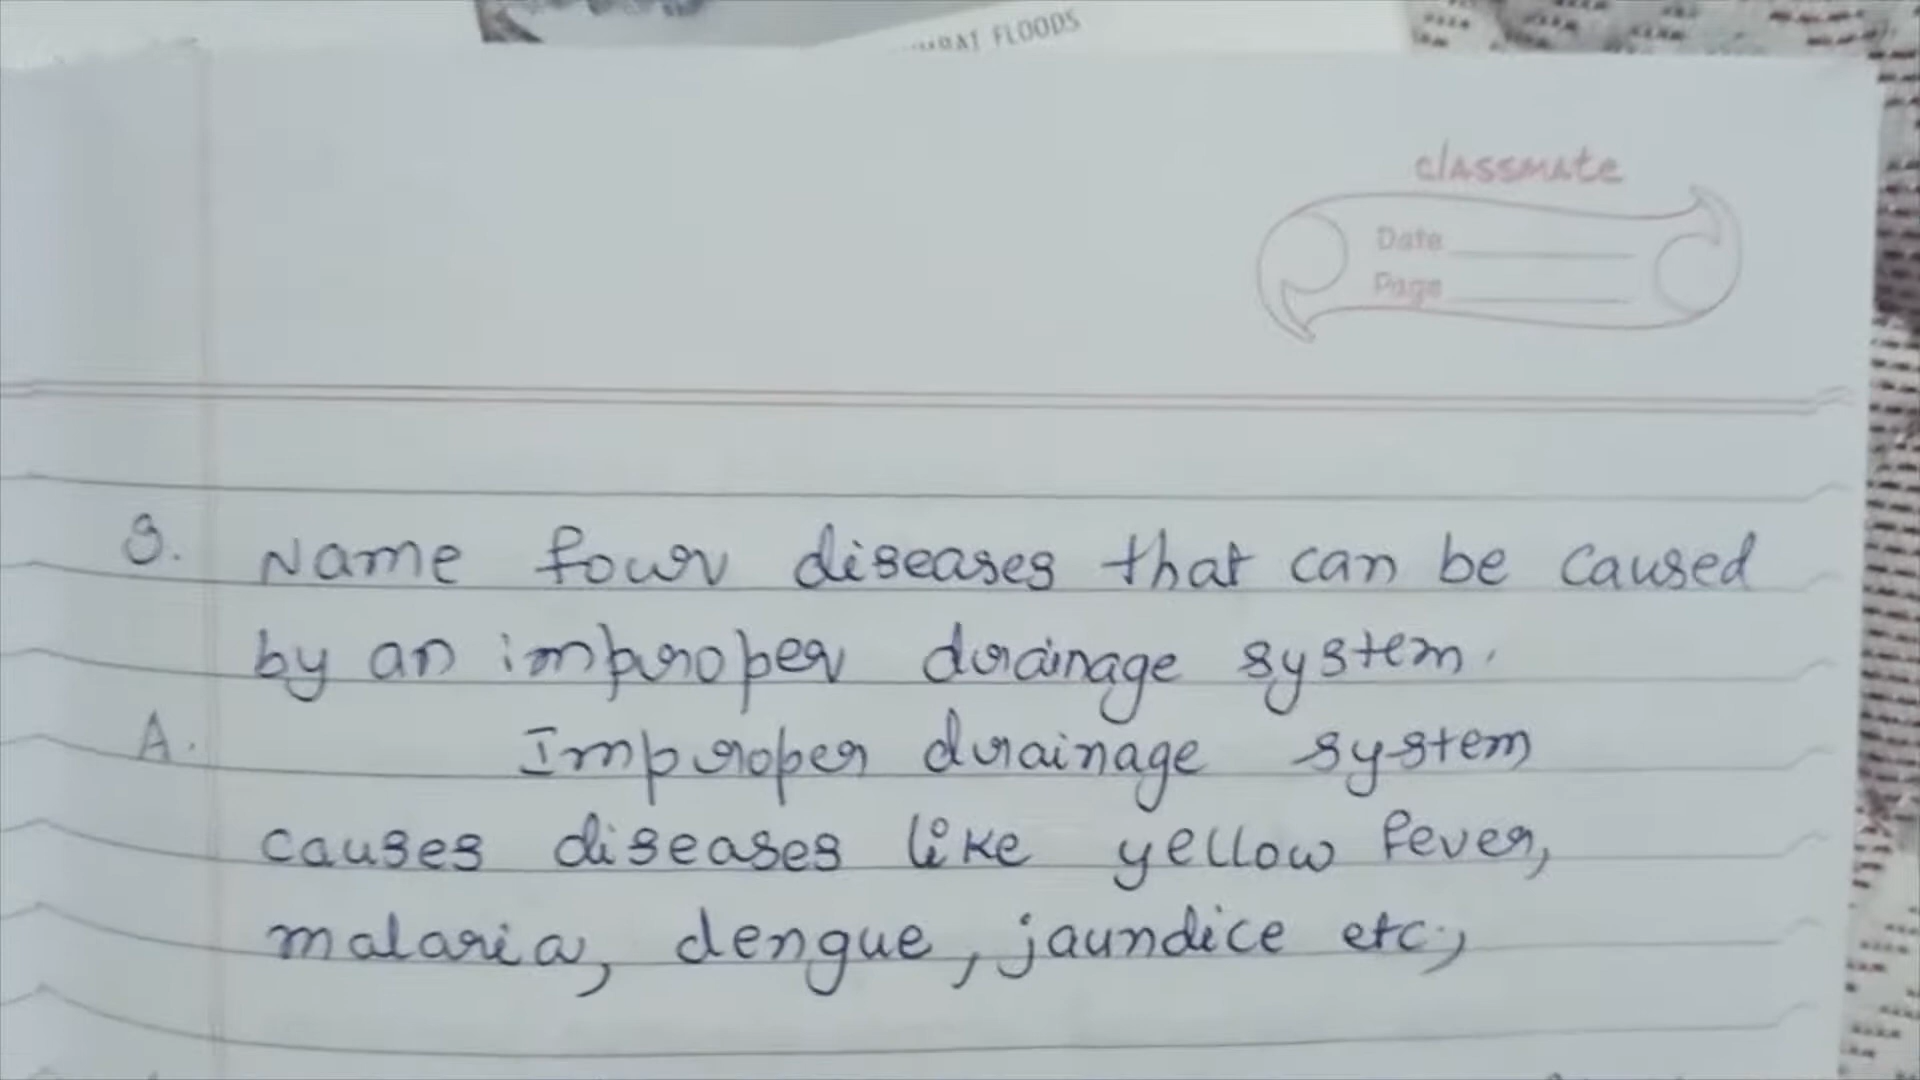 FLOODS
classmate
Date
Page
3. Name four diseases that can be caused
by an improper drainage system.
A. Improper drainage system
causes diseases like yellow fever,
malaria, dengue, jaundice etc.,